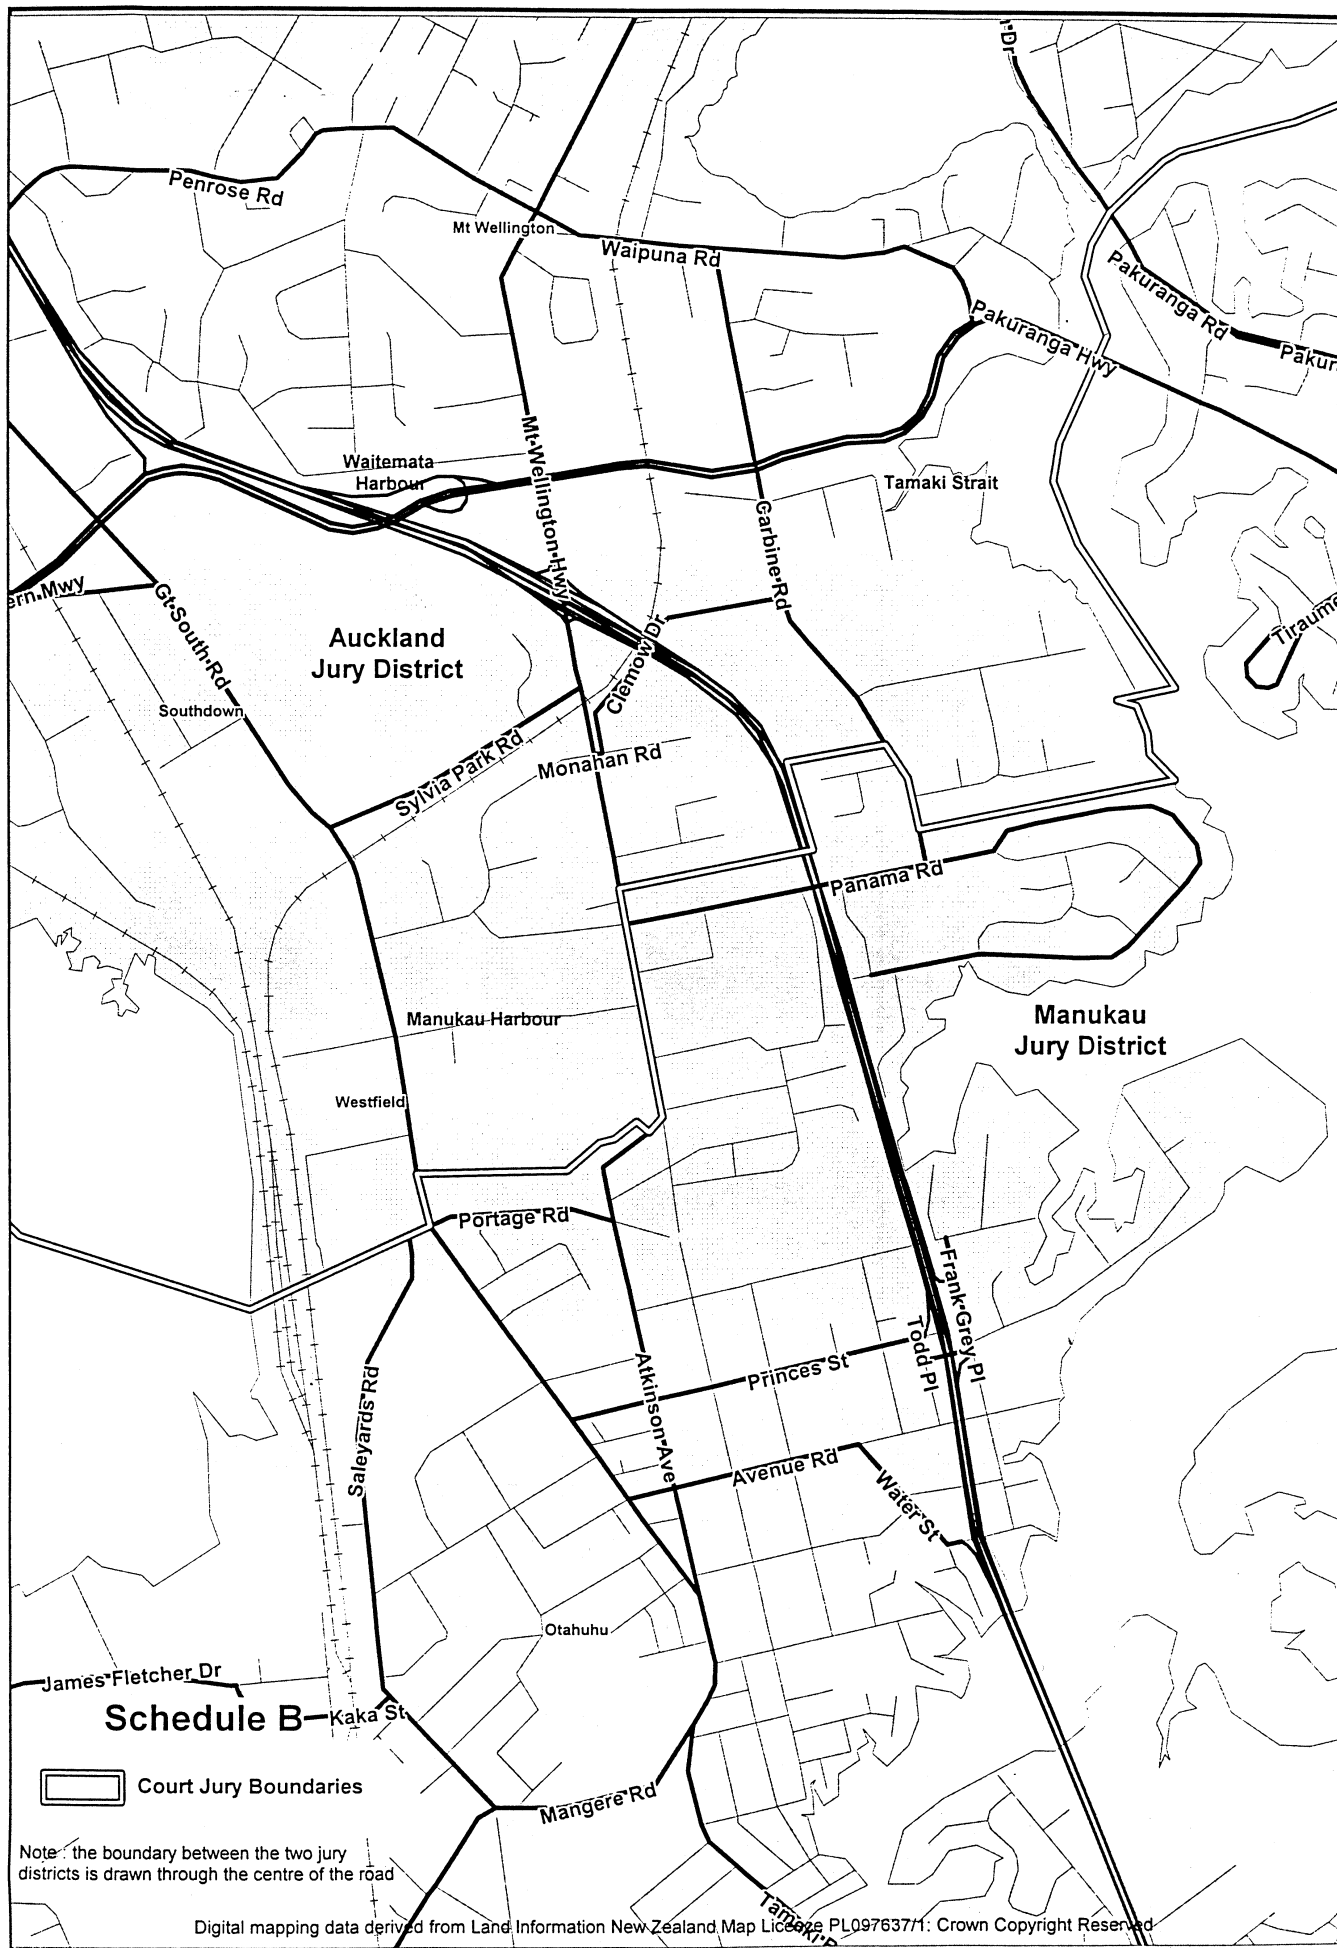 Dr
Penrose Rd
Mt Wellington
Waipuna Rd
Pakuranga Rd
Pakuranga Hwy
Pakur
Mt Wellington Hwy
Waitemata
Harbour
Tamaki Strait
Carbine Rd
ern Mwy
Gt South Rd
Clemow Dr
Tiraume
Auckland
Jury District
Southdown
Sylvia Park Rd
Monahan Rd
Panama Rd
Manukau Harbour
Manukau
Jury District
Westfield
Portage Rd
Frank Grey Pl
Todd Pl
Princes St
Atkinson Ave
Saleyards Rd
Avenue Rd
Water St
Otahuhu
James Fletcher Dr
Schedule B
Kaka St
Court Jury Boundaries
Mangere Rd
Note : the boundary between the two jury
districts is drawn through the centre of the road
Tamaki
Digital mapping data derived from Land Information New Zealand Map Licence PL097637/1: Crown Copyright Reserved